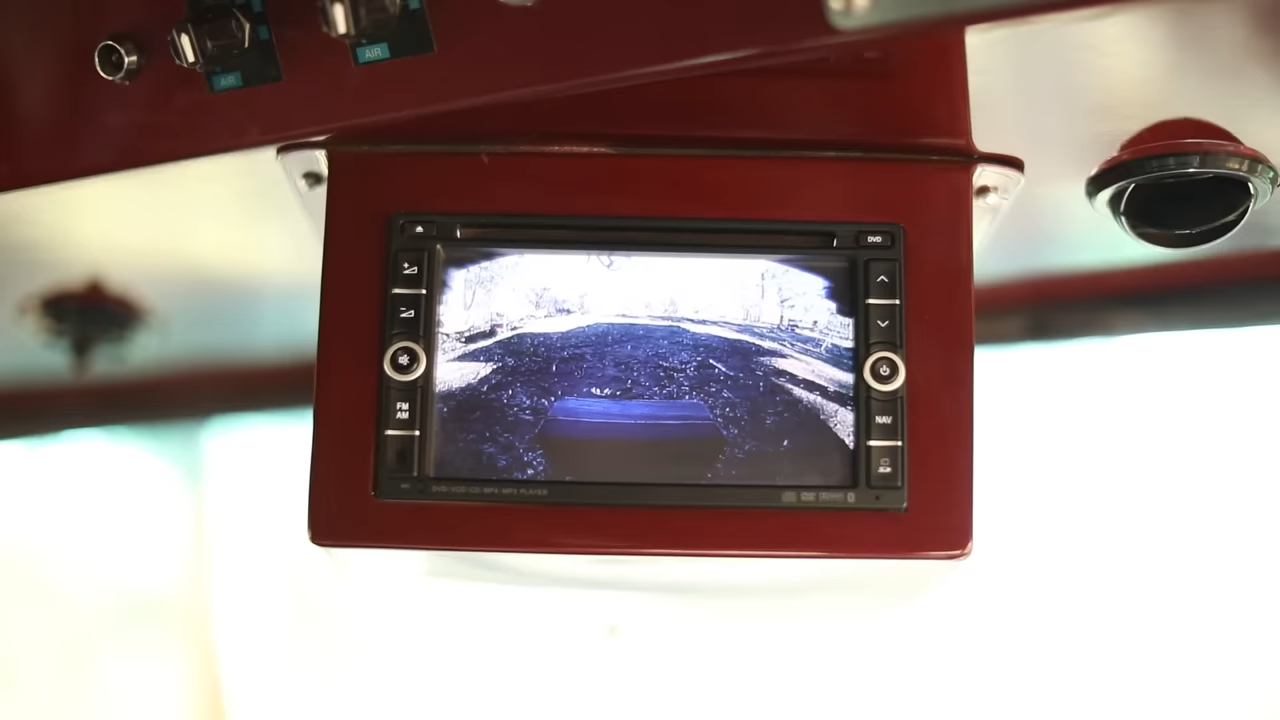 AIR
AIR
DVD
FM
AM
NAV
DVD/VCD/CD/MP4/MP3 PLAYER